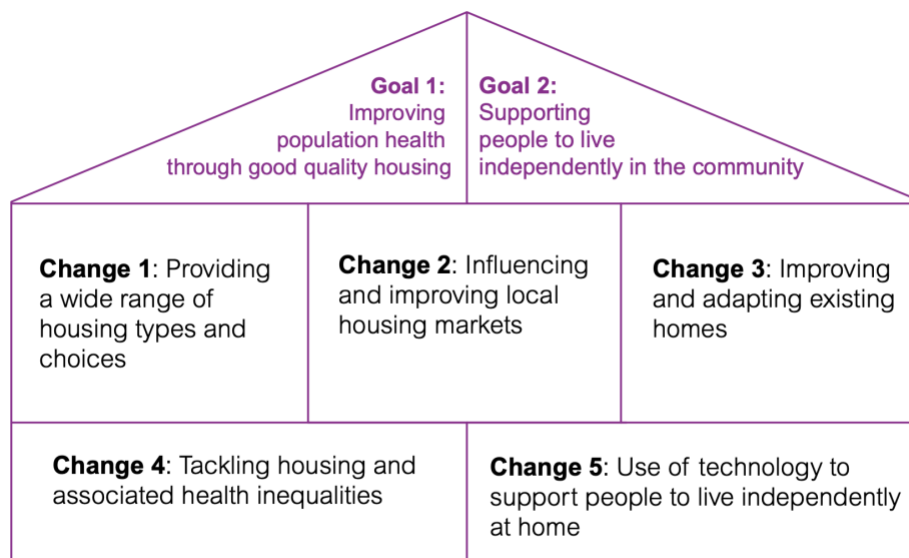 Goal 1:
Improving
population health
through good quality housing
Goal 2:
Supporting
people to live
independently in the community
Change 1: Providing
a wide range of
housing types and
choices
Change 2: Influencing
and improving local
housing markets
Change 3: Improving
and adapting existing
homes
Change 4: Tackling housing and
associated health inequalities
Change 5: Use of technology to
support people to live independently
at home